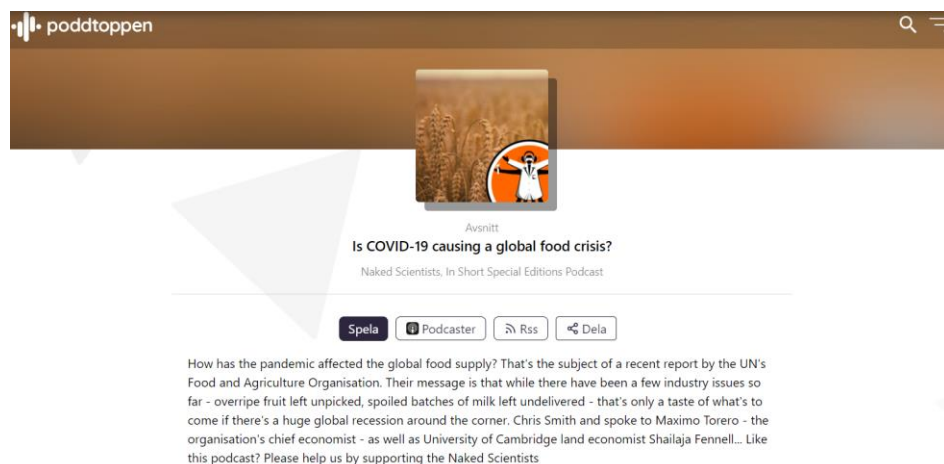 poddtoppen
Avsnitt
Is COVID-19 causing a global food crisis?
Naked Scientists, In Short Special Editions Podcast
Spela Podcaster Rss Dela
How has the pandemic affected the global food supply? That's the subject of a recent report by the UN's
Food and Agriculture Organisation. Their message is that while there have been a few industry issues so
far - overripe fruit left unpicked, spoiled batches of milk left undelivered - that's only a taste of what's to
come if there's a huge global recession around the corner. Chris Smith and spoke to Maximo Torero - the
organisation's chief economist - as well as University of Cambridge land economist Shailaja Fennell... Like
this podcast? Please help us by supporting the Naked Scientists